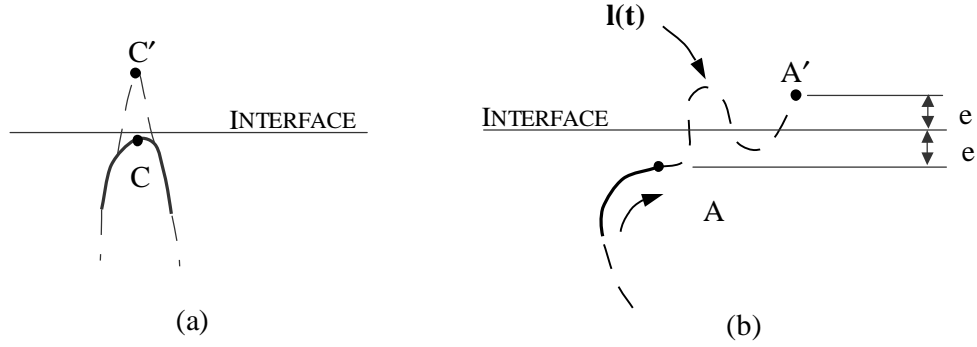 C′
INTERFACE
C
(a)
l(t)
A′
INTERFACE
e
e
A
(b)